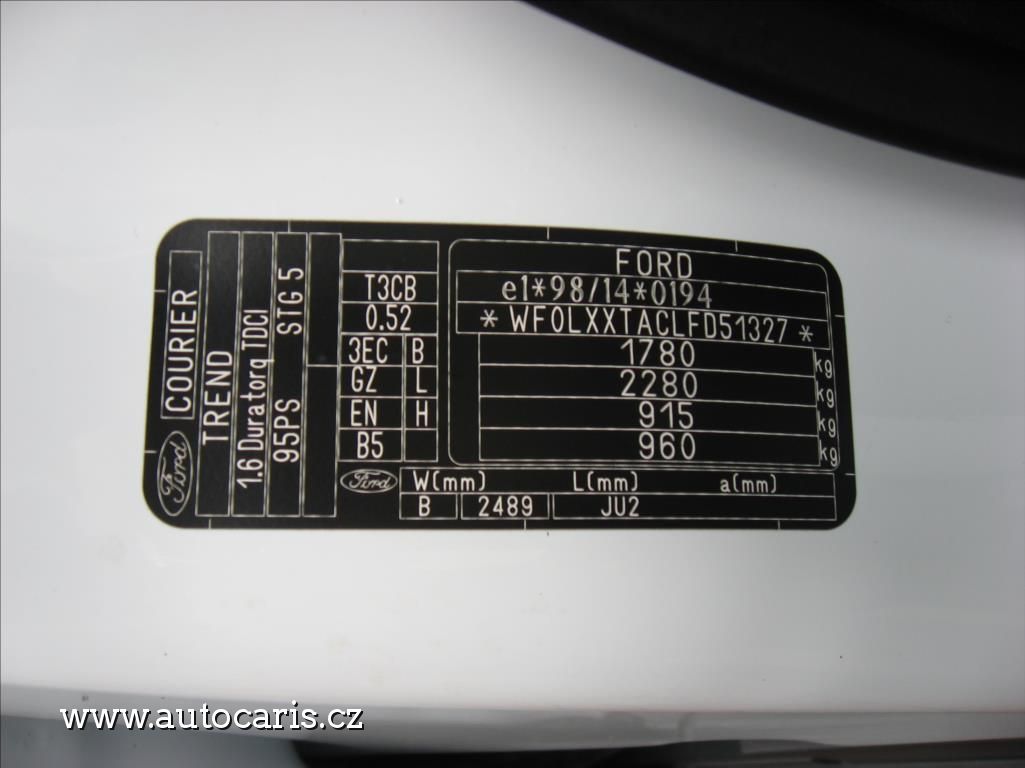 COURIER
TREND
1.6 Duratorq TDCI
95PS STG 5
Ford
T3CB
0.52
3EC B
GZ L
EN H
B5
FORD
e1*98/14*0194
* WF0LXXTACLFD51327 *
1780 kg
2280 kg
915 kg
960 kg
Ford
W(mm) L(mm) a(mm)
B 2489 JU2
www.autocaris.cz